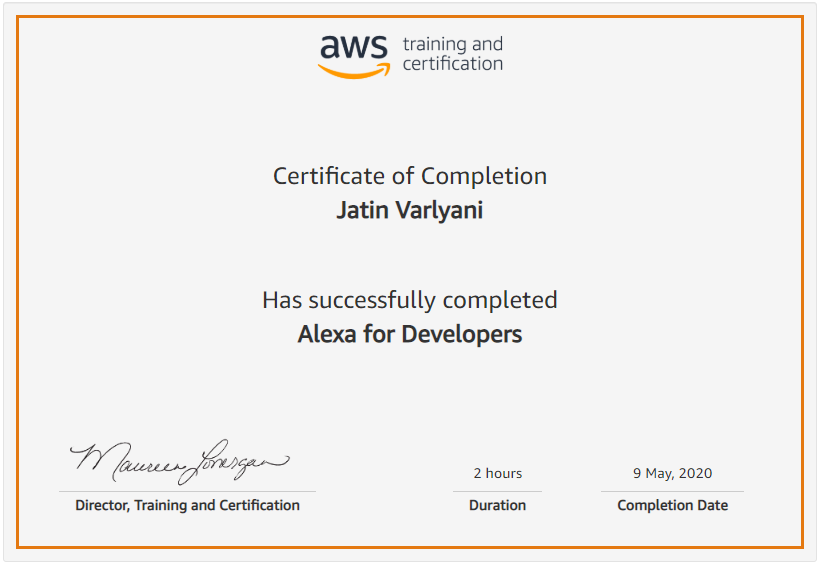 aws training and
certification
Certificate of Completion
Jatin Varlyani
Has successfully completed
Alexa for Developers
Maureen Lonergan
2 hours
9 May, 2020
Director, Training and Certification
Duration
Completion Date